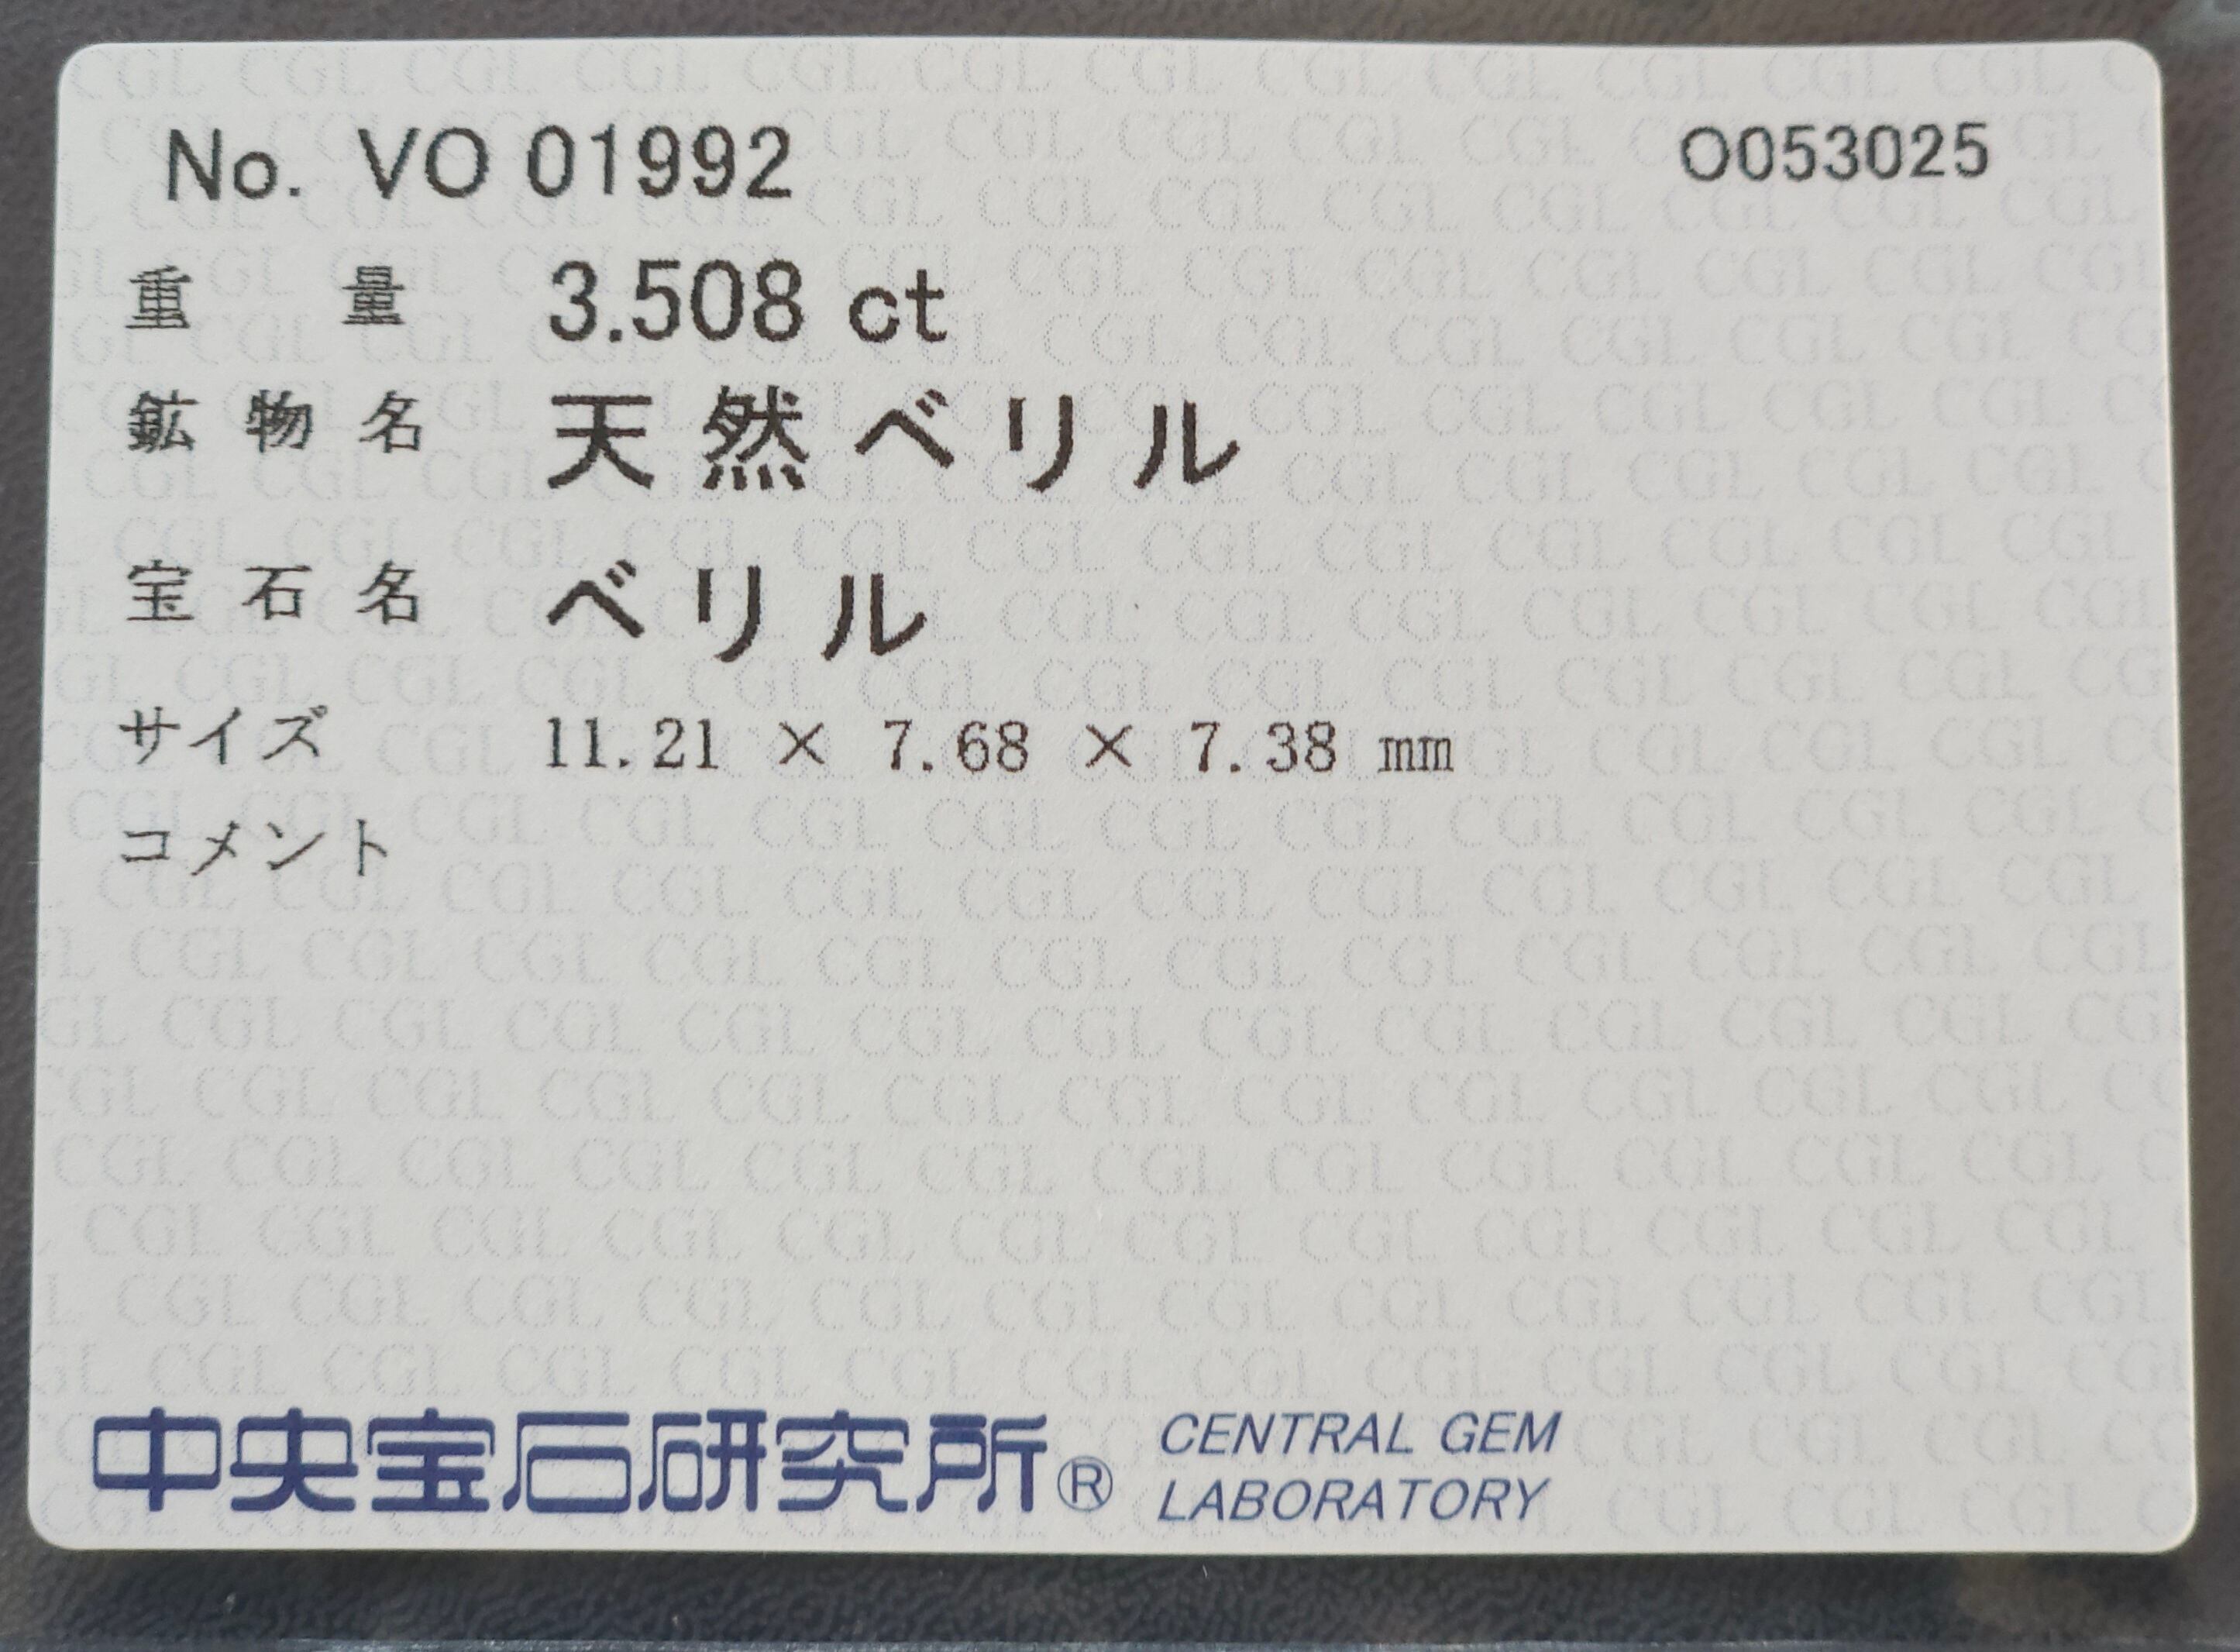 No. VO 01992 O053025
重量 3.508 ct
鉱物名 天然ベリル
宝石名 ベリル
サイズ 11.21 × 7.68 × 7.38 mm
コメント
中央宝石研究所® CENTRAL GEM
LABORATORY